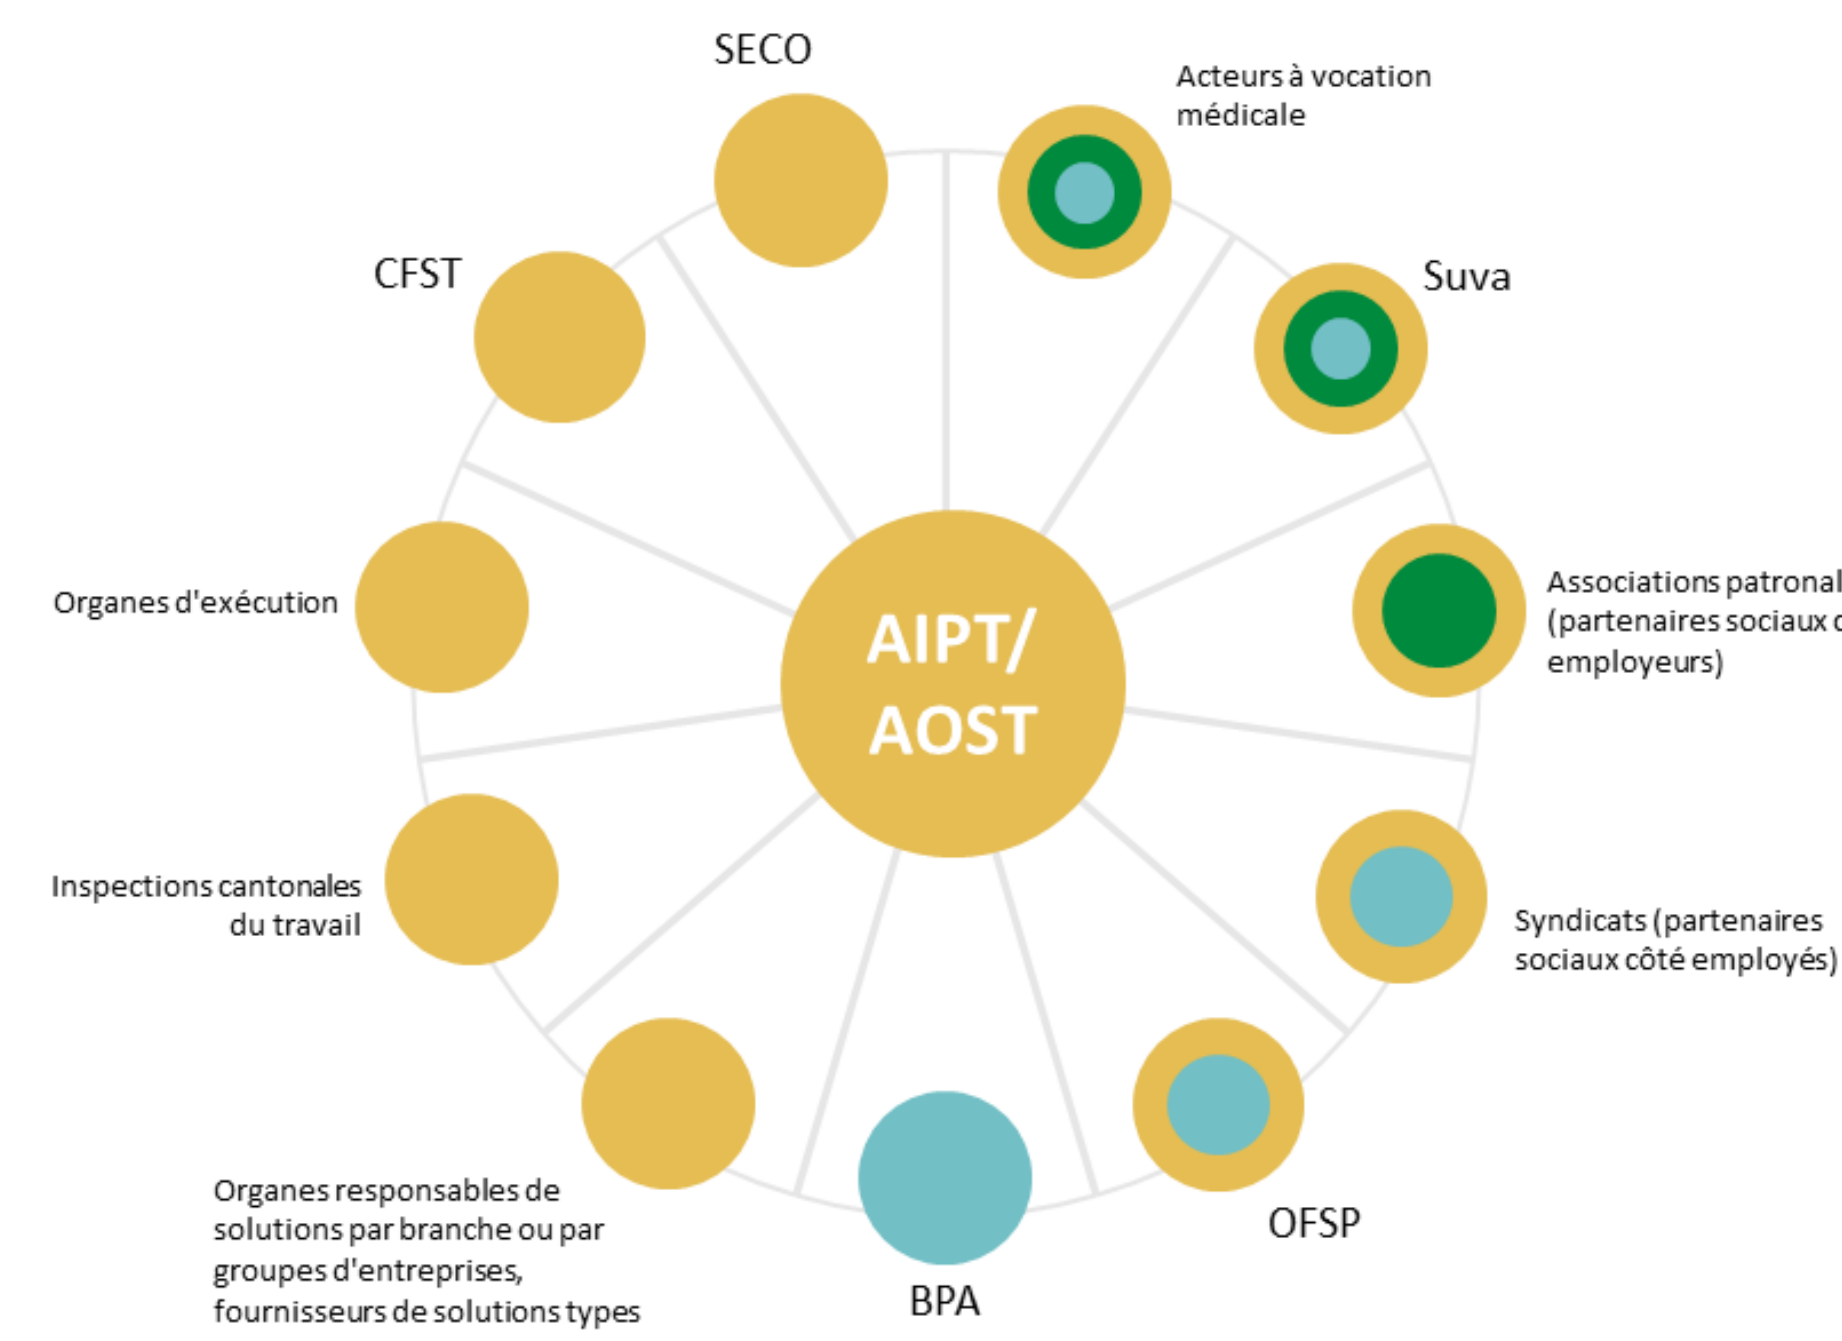 SECO
Acteurs à vocation
médicale
CFST
Suva
Organes d'exécution
AIPT/
AOST
Associations patronal
(partenaires sociaux
employeurs)
Inspections cantonales
du travail
Syndicats (partenaires
sociaux côté employés)
Organes responsables de
solutions par branche ou par
groupes d'entreprises,
fournisseurs de solutions types
OFSP
BPA